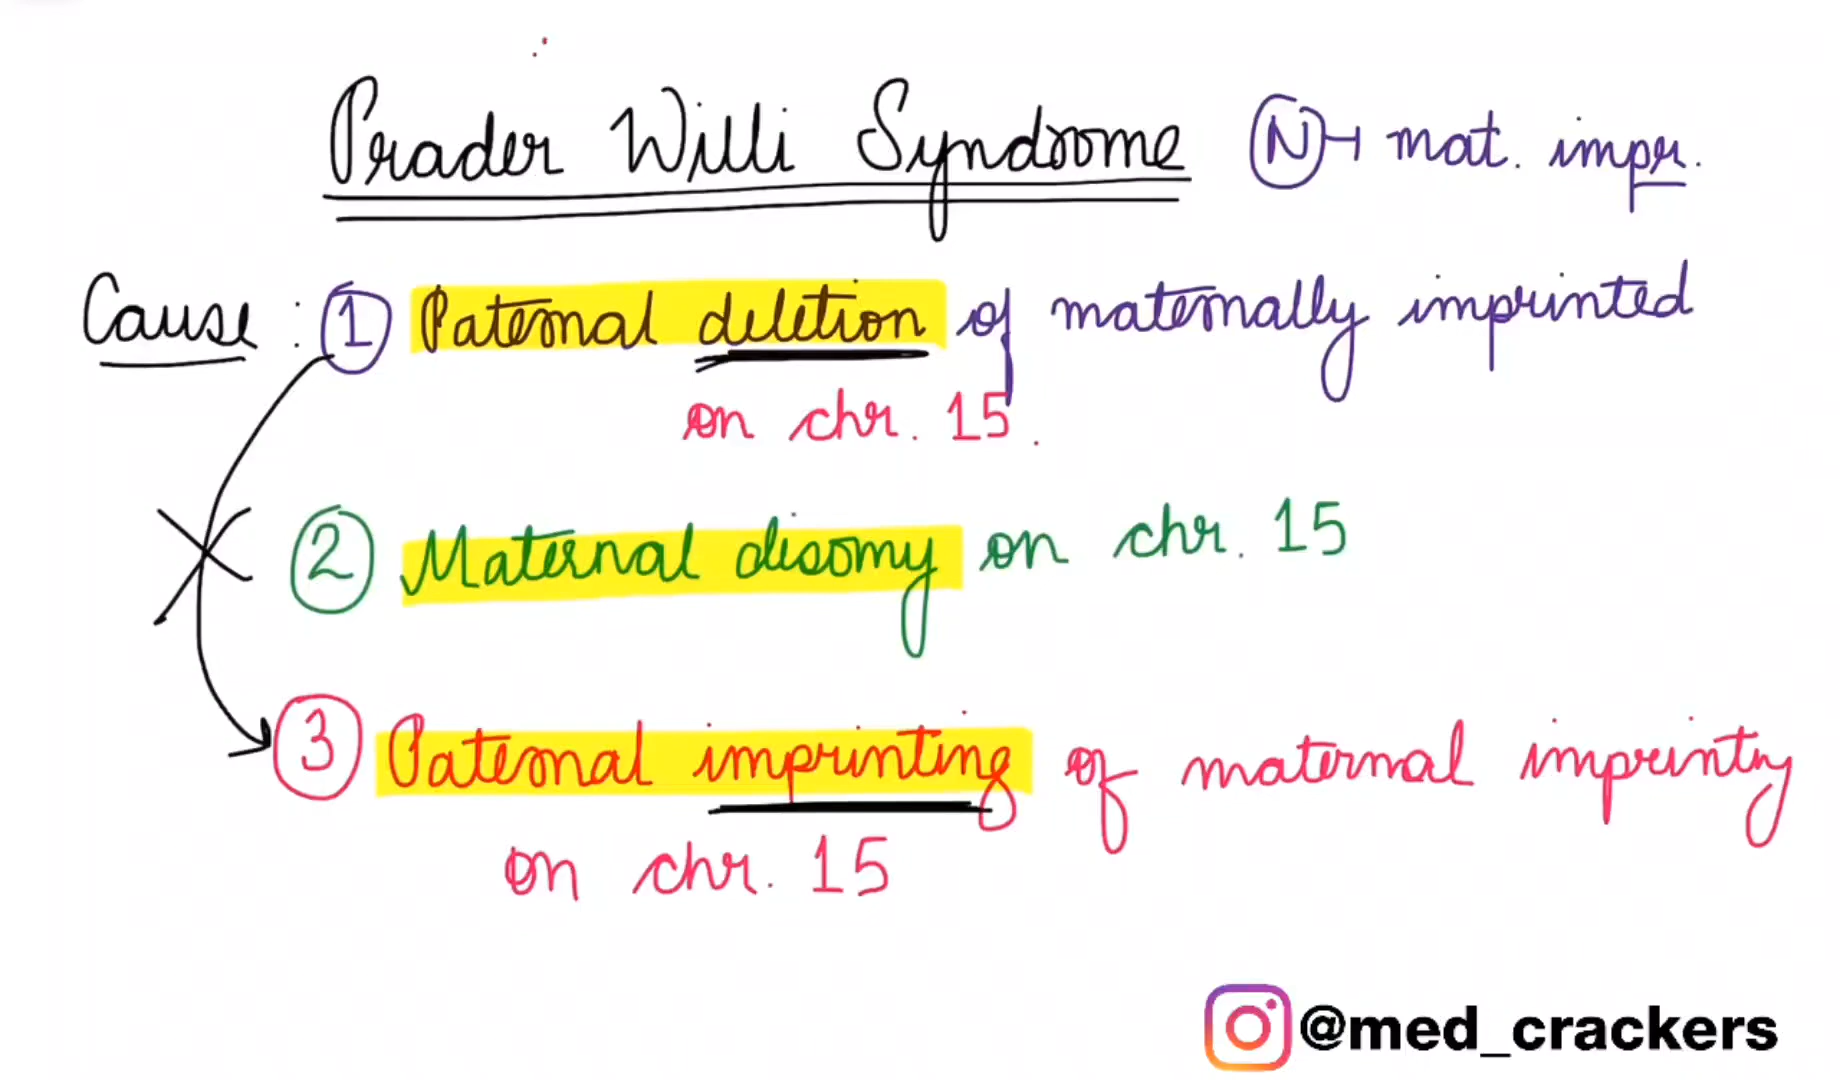 Prader Willi Syndrome (N)⊣ mat. impr.
Cause : ① Paternal deletion of maternally imprinted
on chr. 15.
② Maternal disomy on chr. 15
③ Paternal imprinting of maternal imprinting
on chr. 15
@med_crackers